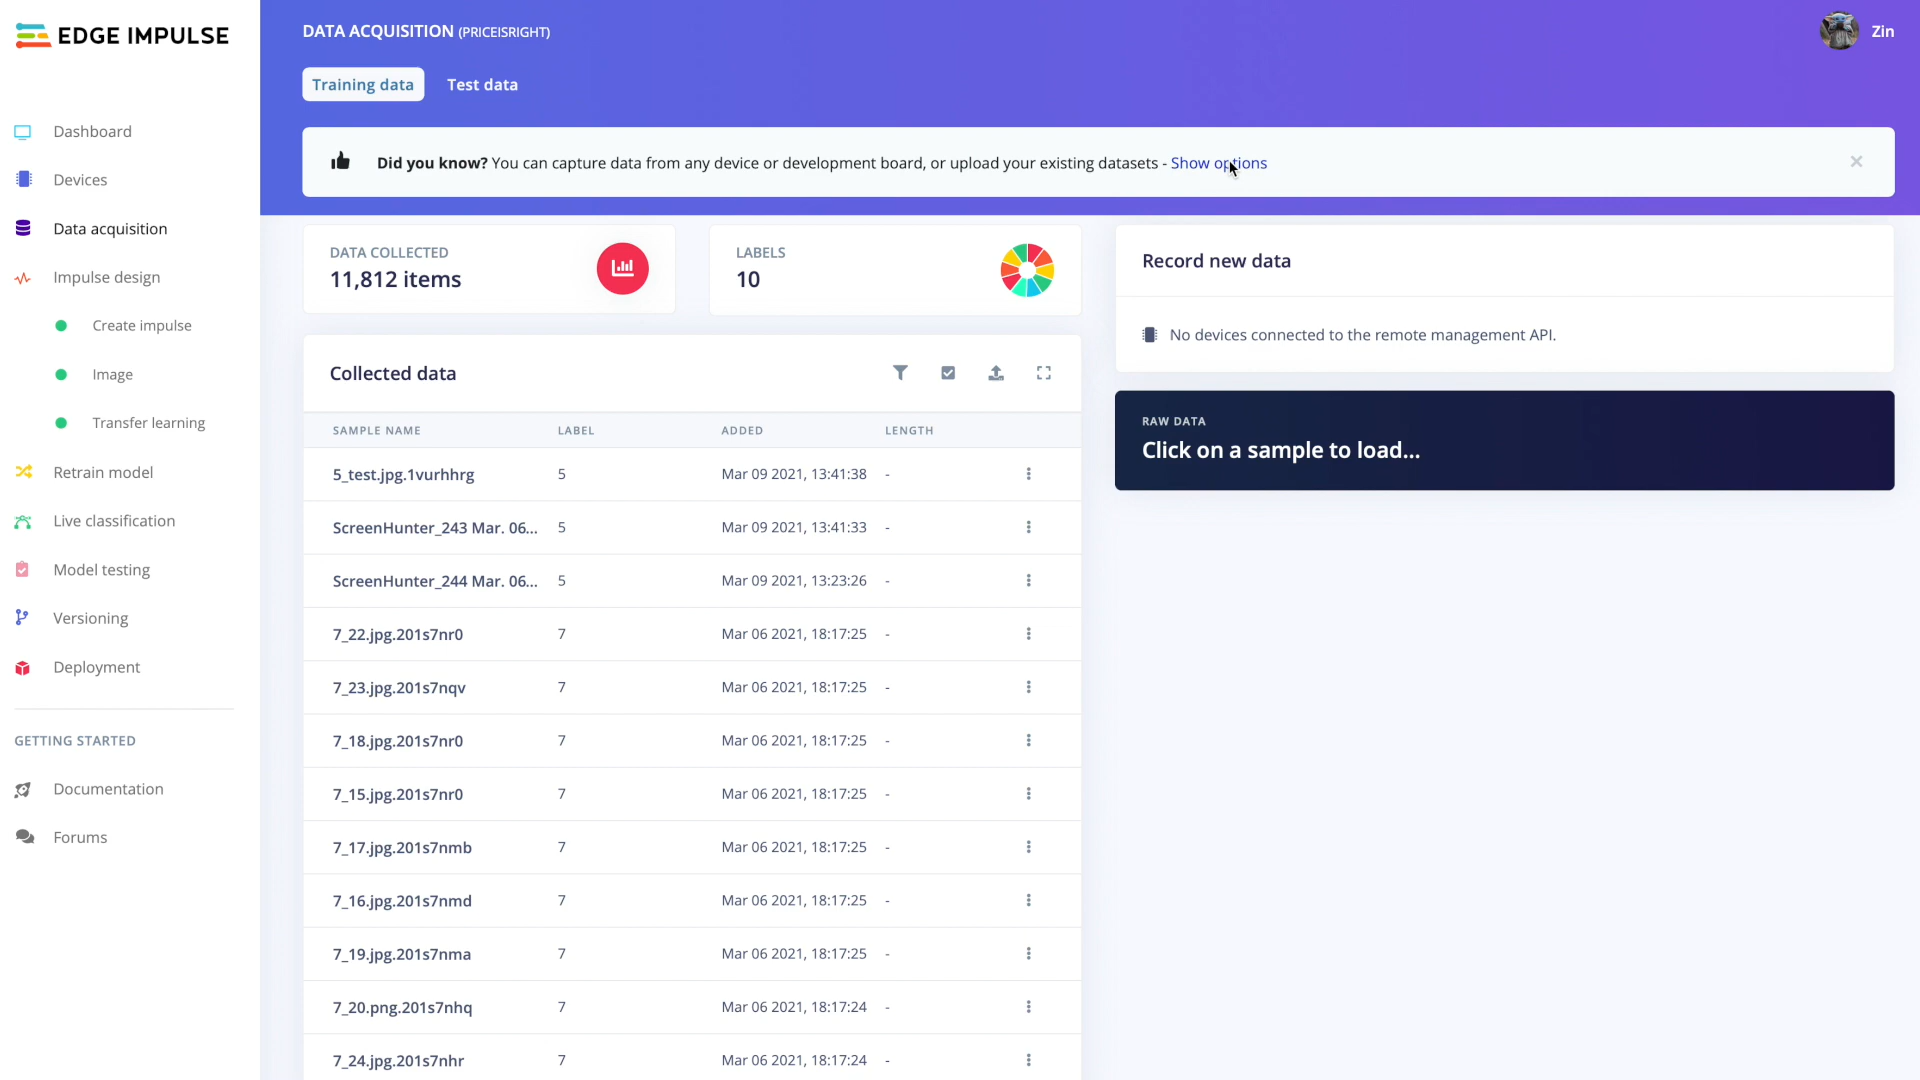 EDGE IMPULSE
Dashboard
Devices
Data acquisition
Impulse design
Create impulse
Image
Transfer learning
Retrain model
Live classification
Model testing
Versioning
Deployment
GETTING STARTED
Documentation
Forums
DATA ACQUISITION (PRICEISRIGHT)
Zin
Training data Test data
Did you know? You can capture data from any device or development board, or upload your existing datasets - Show options
DATA COLLECTED
11,812 items
LABELS
10
Collected data
SAMPLE NAME LABEL ADDED LENGTH
5_test.jpg.1vurhhrg 5 Mar 09 2021, 13:41:38 -
ScreenHunter_243 Mar. 06... 5 Mar 09 2021, 13:41:33 -
ScreenHunter_244 Mar. 06... 5 Mar 09 2021, 13:23:26 -
7_22.jpg.201s7nr0 7 Mar 06 2021, 18:17:25 -
7_23.jpg.201s7nqv 7 Mar 06 2021, 18:17:25 -
7_18.jpg.201s7nr0 7 Mar 06 2021, 18:17:25 -
7_15.jpg.201s7nr0 7 Mar 06 2021, 18:17:25 -
7_17.jpg.201s7nmb 7 Mar 06 2021, 18:17:25 -
7_16.jpg.201s7nmd 7 Mar 06 2021, 18:17:25 -
7_19.jpg.201s7nma 7 Mar 06 2021, 18:17:25 -
7_20.png.201s7nhq 7 Mar 06 2021, 18:17:24 -
7_24.jpg.201s7nhr 7 Mar 06 2021, 18:17:24 -
Record new data
No devices connected to the remote management API.
RAW DATA
Click on a sample to load...